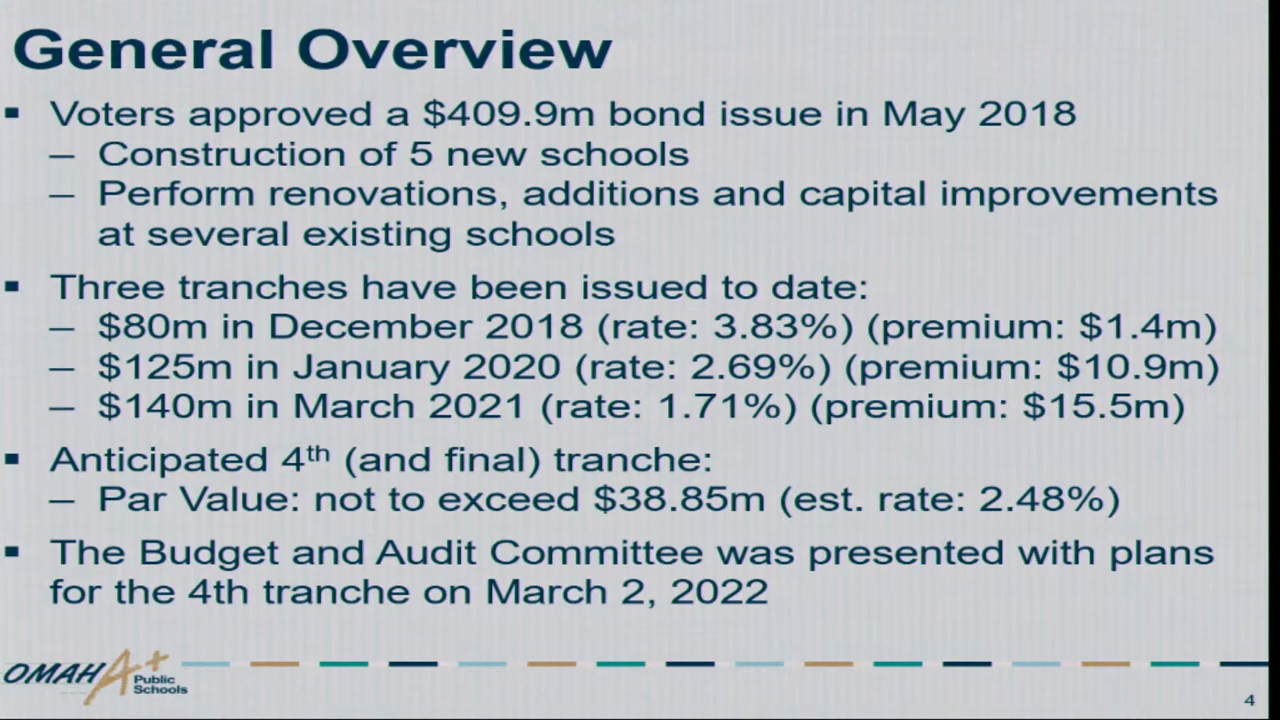 General Overview
▪ Voters approved a $409.9m bond issue in May 2018
– Construction of 5 new schools
– Perform renovations, additions and capital improvements
at several existing schools
▪ Three tranches have been issued to date:
– $80m in December 2018 (rate: 3.83%) (premium: $1.4m)
– $125m in January 2020 (rate: 2.69%) (premium: $10.9m)
– $140m in March 2021 (rate: 1.71%) (premium: $15.5m)
▪ Anticipated 4th (and final) tranche:
– Par Value: not to exceed $38.85m (est. rate: 2.48%)
▪ The Budget and Audit Committee was presented with plans
for the 4th tranche on March 2, 2022
OMAHA+
Public
Schools
4